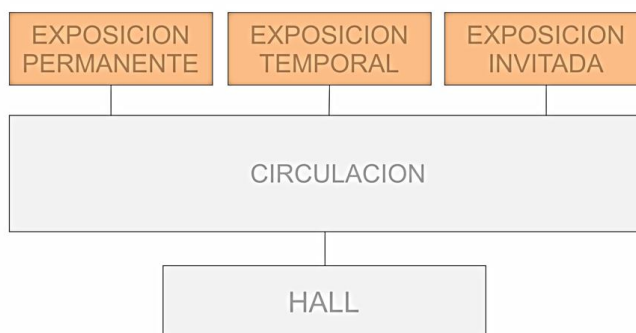 EXPOSICION
PERMANENTE
EXPOSICION
TEMPORAL
EXPOSICION
INVITADA
CIRCULACION
HALL